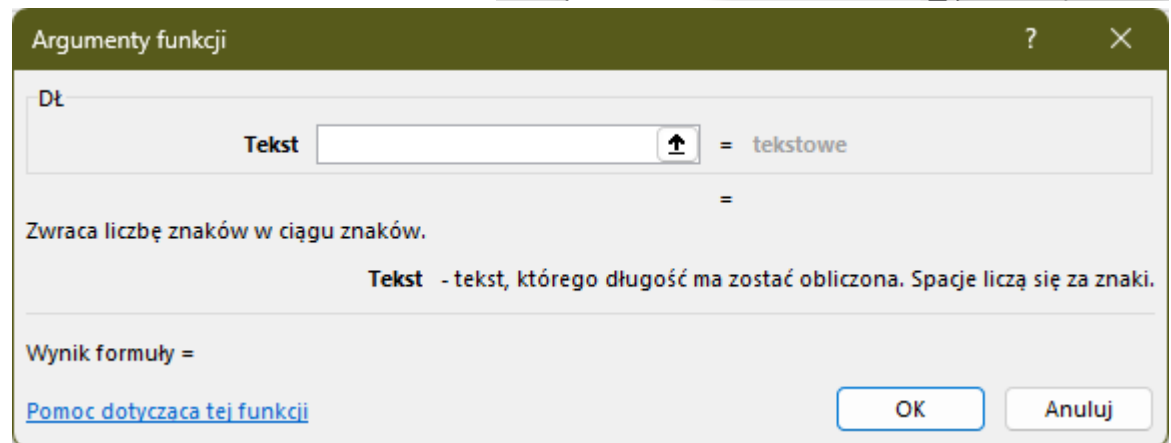 Argumenty funkcji ? ×
DŁ
Tekst = tekstowe
=
Zwraca liczbę znaków w ciągu znaków.
Tekst - tekst, którego długość ma zostać obliczona. Spacje liczą się za znaki.
Wynik formuły =
Pomoc dotycząca tej funkcji OK Anuluj